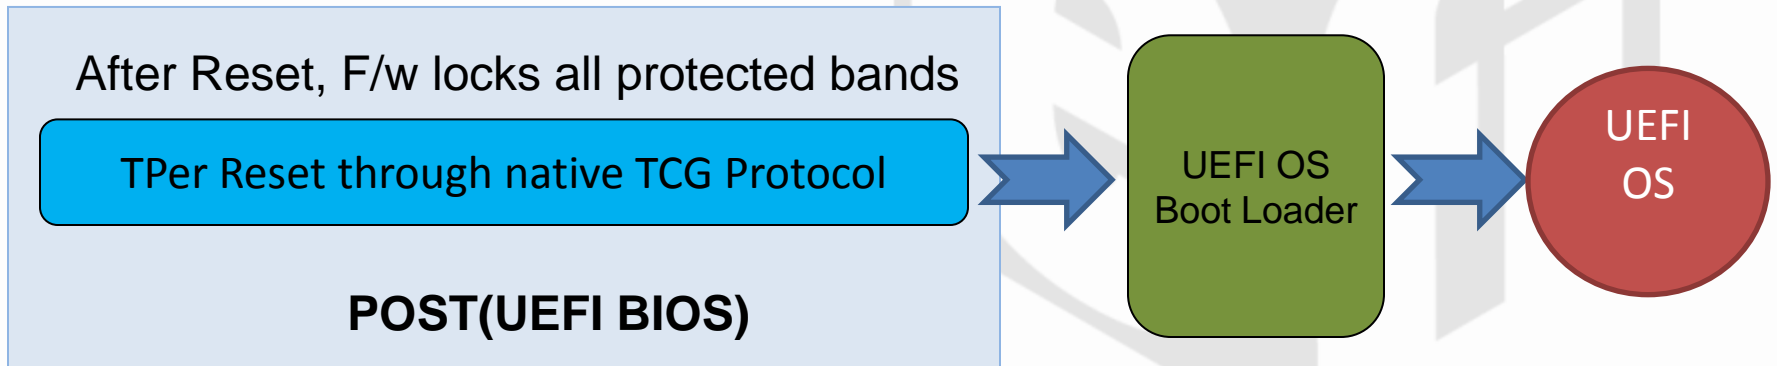 After Reset, F/w locks all protected bands
TPer Reset through native TCG Protocol
POST(UEFI BIOS)
UEFI OS
Boot Loader
UEFI
OS